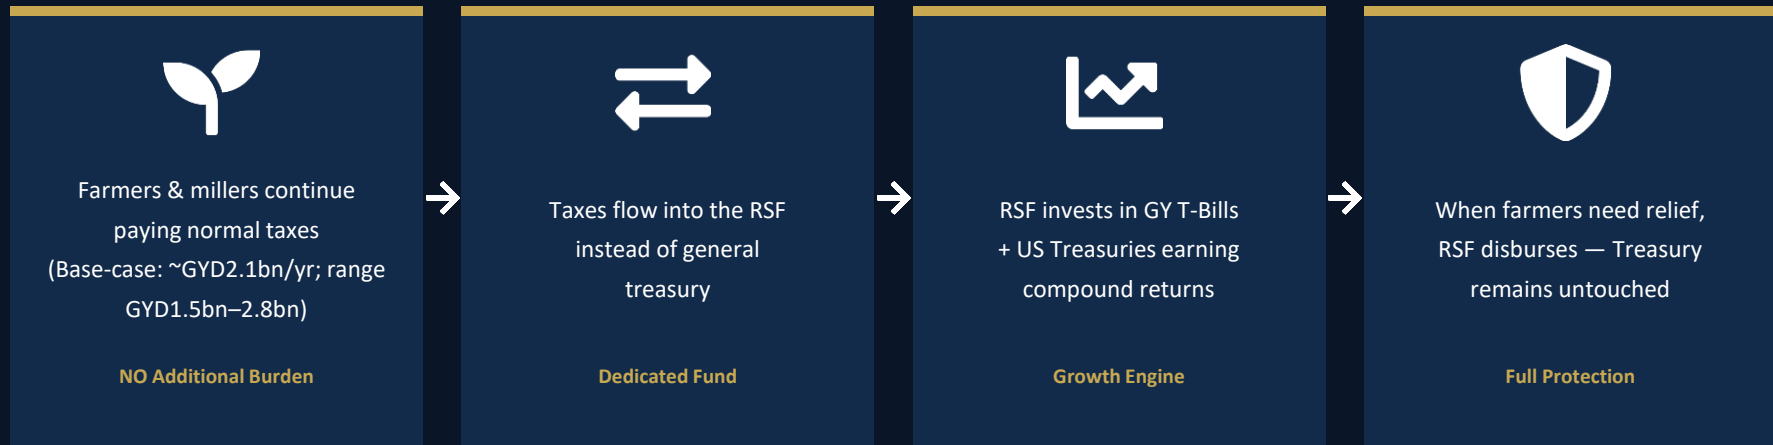 Farmers & millers continue
paying normal taxes
(Base-case: ~GYD2.1bn/yr; range
GYD1.5bn–2.8bn)
NO Additional Burden
Taxes flow into the RSF
instead of general
treasury
Dedicated Fund
RSF invests in GY T-Bills
+ US Treasuries earning
compound returns
Growth Engine
When farmers need relief,
RSF disburses — Treasury
remains untouched
Full Protection